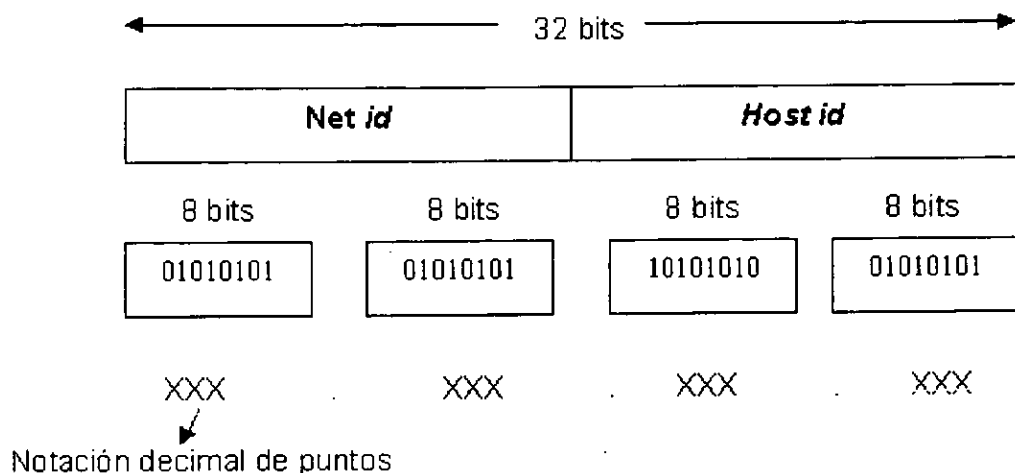 32 bits
Net id Host id
8 bits 8 bits 8 bits 8 bits
01010101 01010101 10101010 01010101
XXX . XXX . XXX . XXX
Notación decimal de puntos